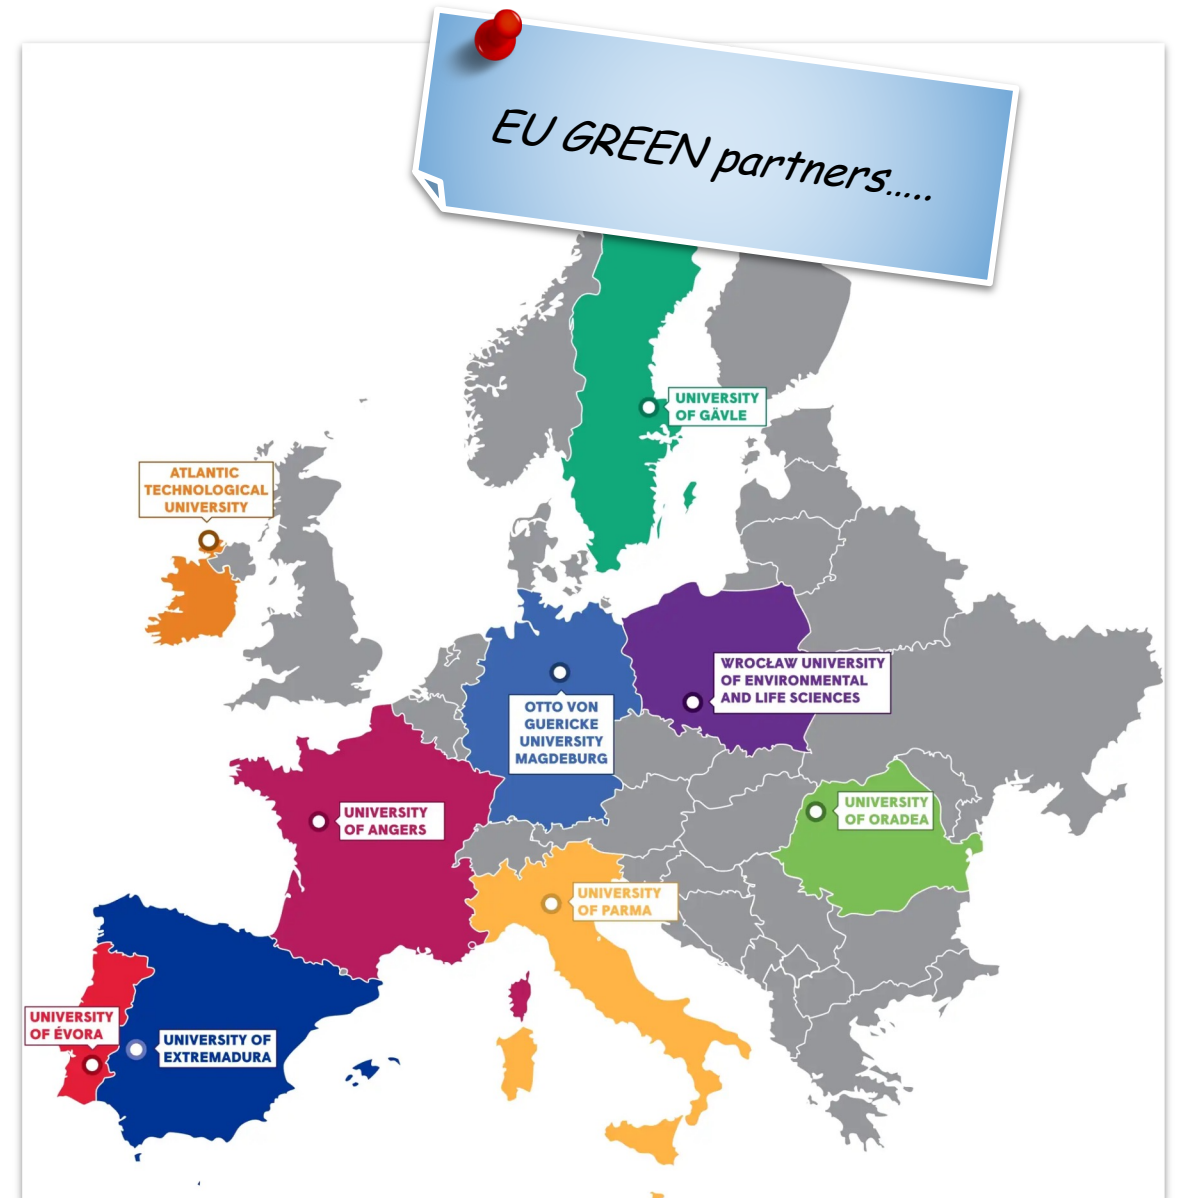 EU GREEN partners.....
UNIVERSITY
OF GÄVLE
ATLANTIC
TECHNOLOGICAL
UNIVERSITY
WROCŁAW UNIVERSITY
OF ENVIRONMENTAL
AND LIFE SCIENCES
OTTO VON
GUERICKE
UNIVERSITY
MAGDEBURG
UNIVERSITY
OF ANGERS
UNIVERSITY
OF ORADEA
UNIVERSITY
OF PARMA
UNIVERSITY
OF ÉVORA
UNIVERSITY OF
EXTREMADURA